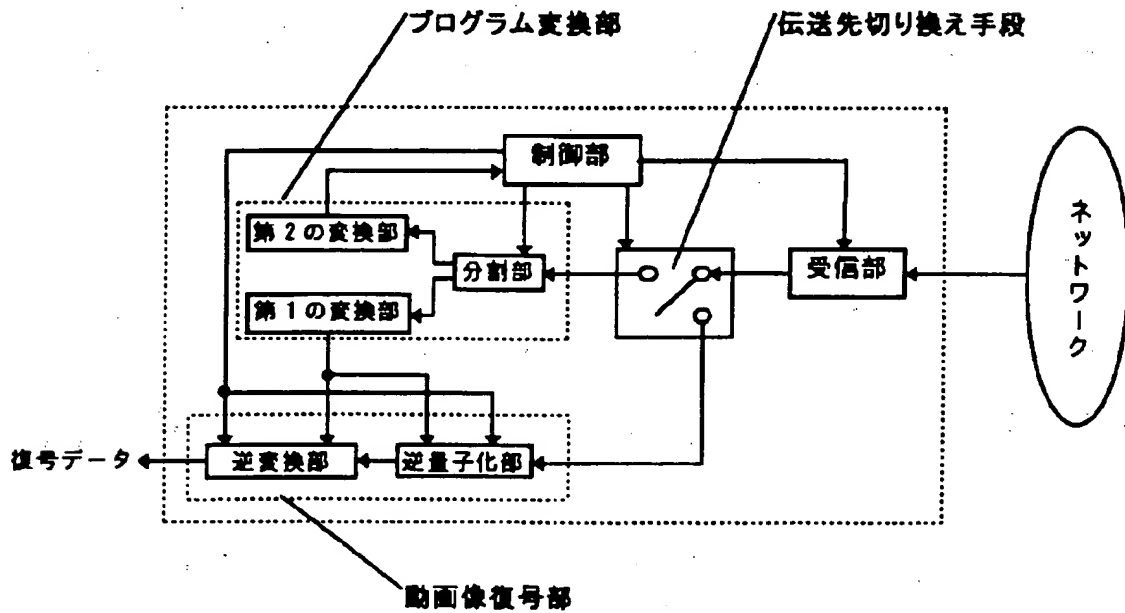 プログラム変換部
伝送先切り換え手段
制御部
第2の変換部
分割部
受信部
ネットワーク
第1の変換部
復号データ
逆変換部
逆量子化部
動画像復号部